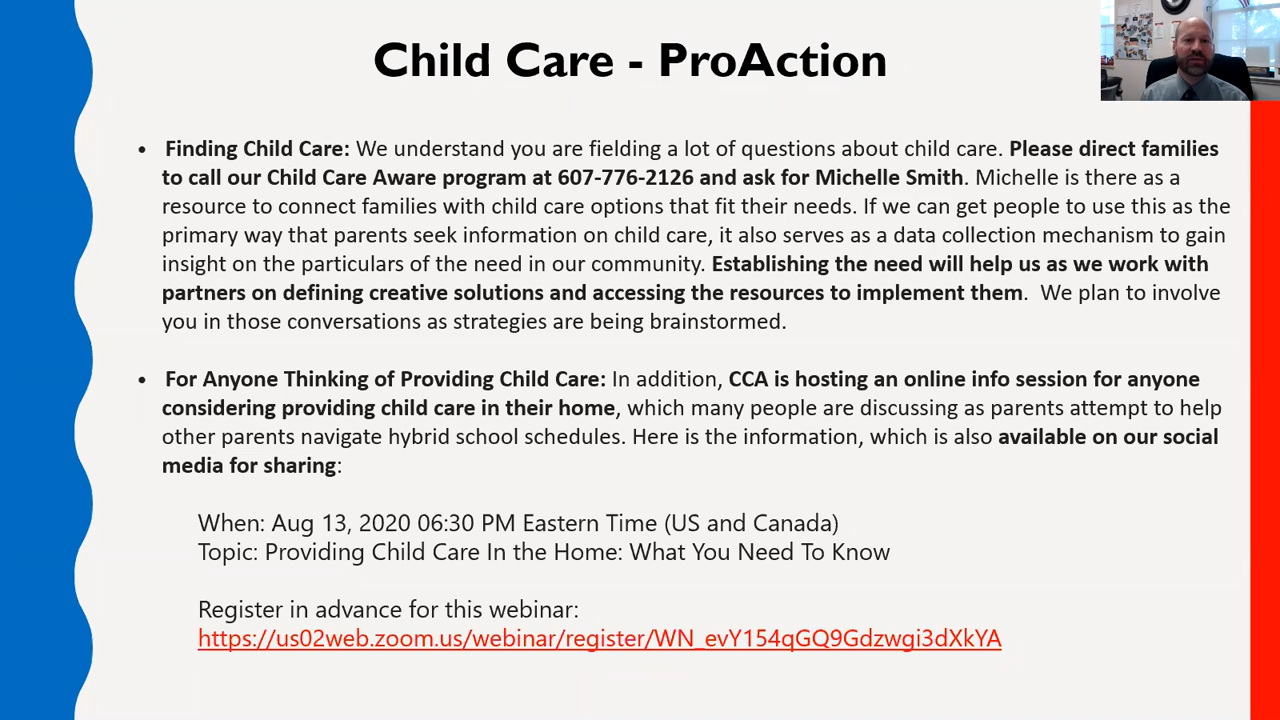 Child Care - ProAction
• Finding Child Care: We understand you are fielding a lot of questions about child care. Please direct families
to call our Child Care Aware program at 607-776-2126 and ask for Michelle Smith. Michelle is there as a
resource to connect families with child care options that fit their needs. If we can get people to use this as the
primary way that parents seek information on child care, it also serves as a data collection mechanism to gain
insight on the particulars of the need in our community. Establishing the need will help us as we work with
partners on defining creative solutions and accessing the resources to implement them.  We plan to involve
you in those conversations as strategies are being brainstormed.
• For Anyone Thinking of Providing Child Care: In addition, CCA is hosting an online info session for anyone
considering providing child care in their home, which many people are discussing as parents attempt to help
other parents navigate hybrid school schedules. Here is the information, which is also available on our social
media for sharing:
When: Aug 13, 2020 06:30 PM Eastern Time (US and Canada)
Topic: Providing Child Care In the Home: What You Need To Know
Register in advance for this webinar:
https://us02web.zoom.us/webinar/register/WN_evY154qGQ9Gdzwgi3dXkYA